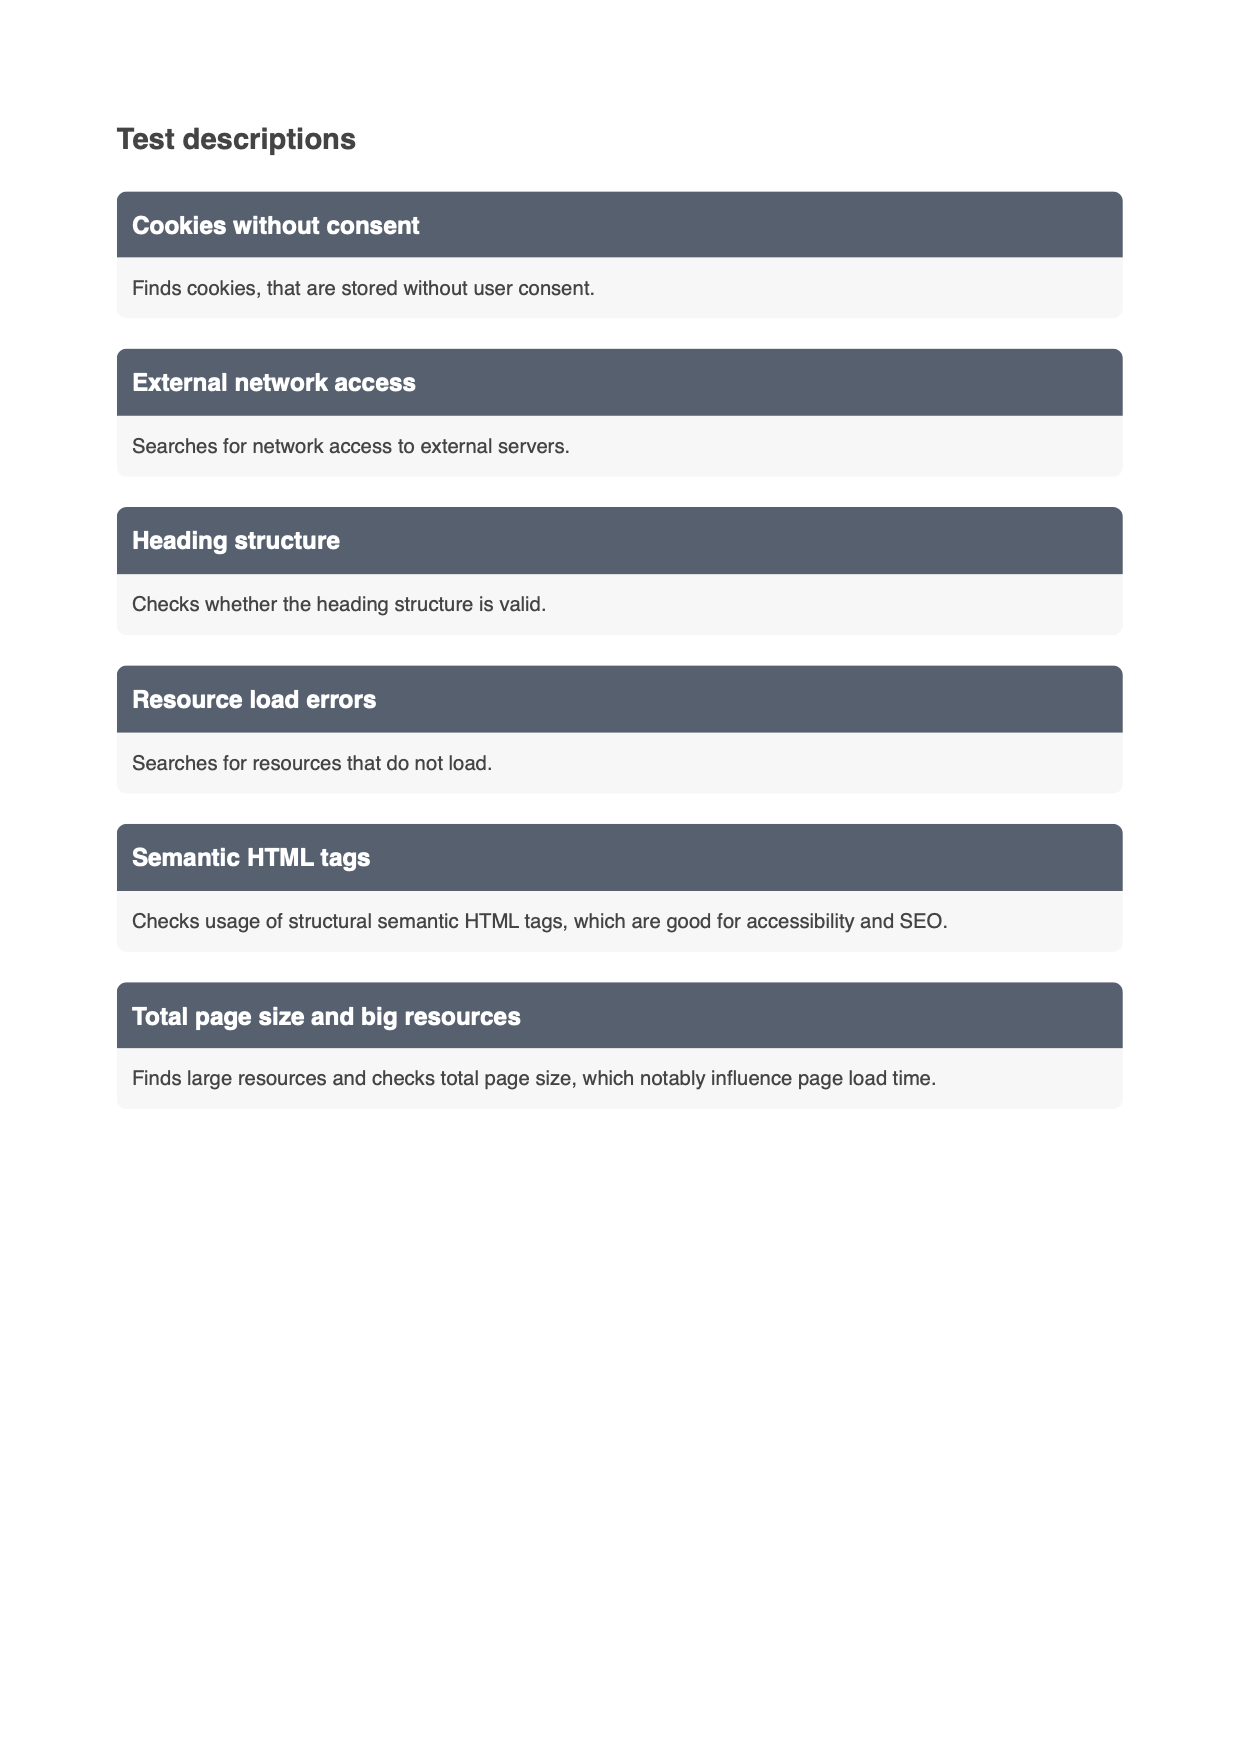 Test descriptions
Cookies without consent
Finds cookies, that are stored without user consent.
External network access
Searches for network access to external servers.
Heading structure
Checks whether the heading structure is valid.
Resource load errors
Searches for resources that do not load.
Semantic HTML tags
Checks usage of structural semantic HTML tags, which are good for accessibility and SEO.
Total page size and big resources
Finds large resources and checks total page size, which notably influence page load time.